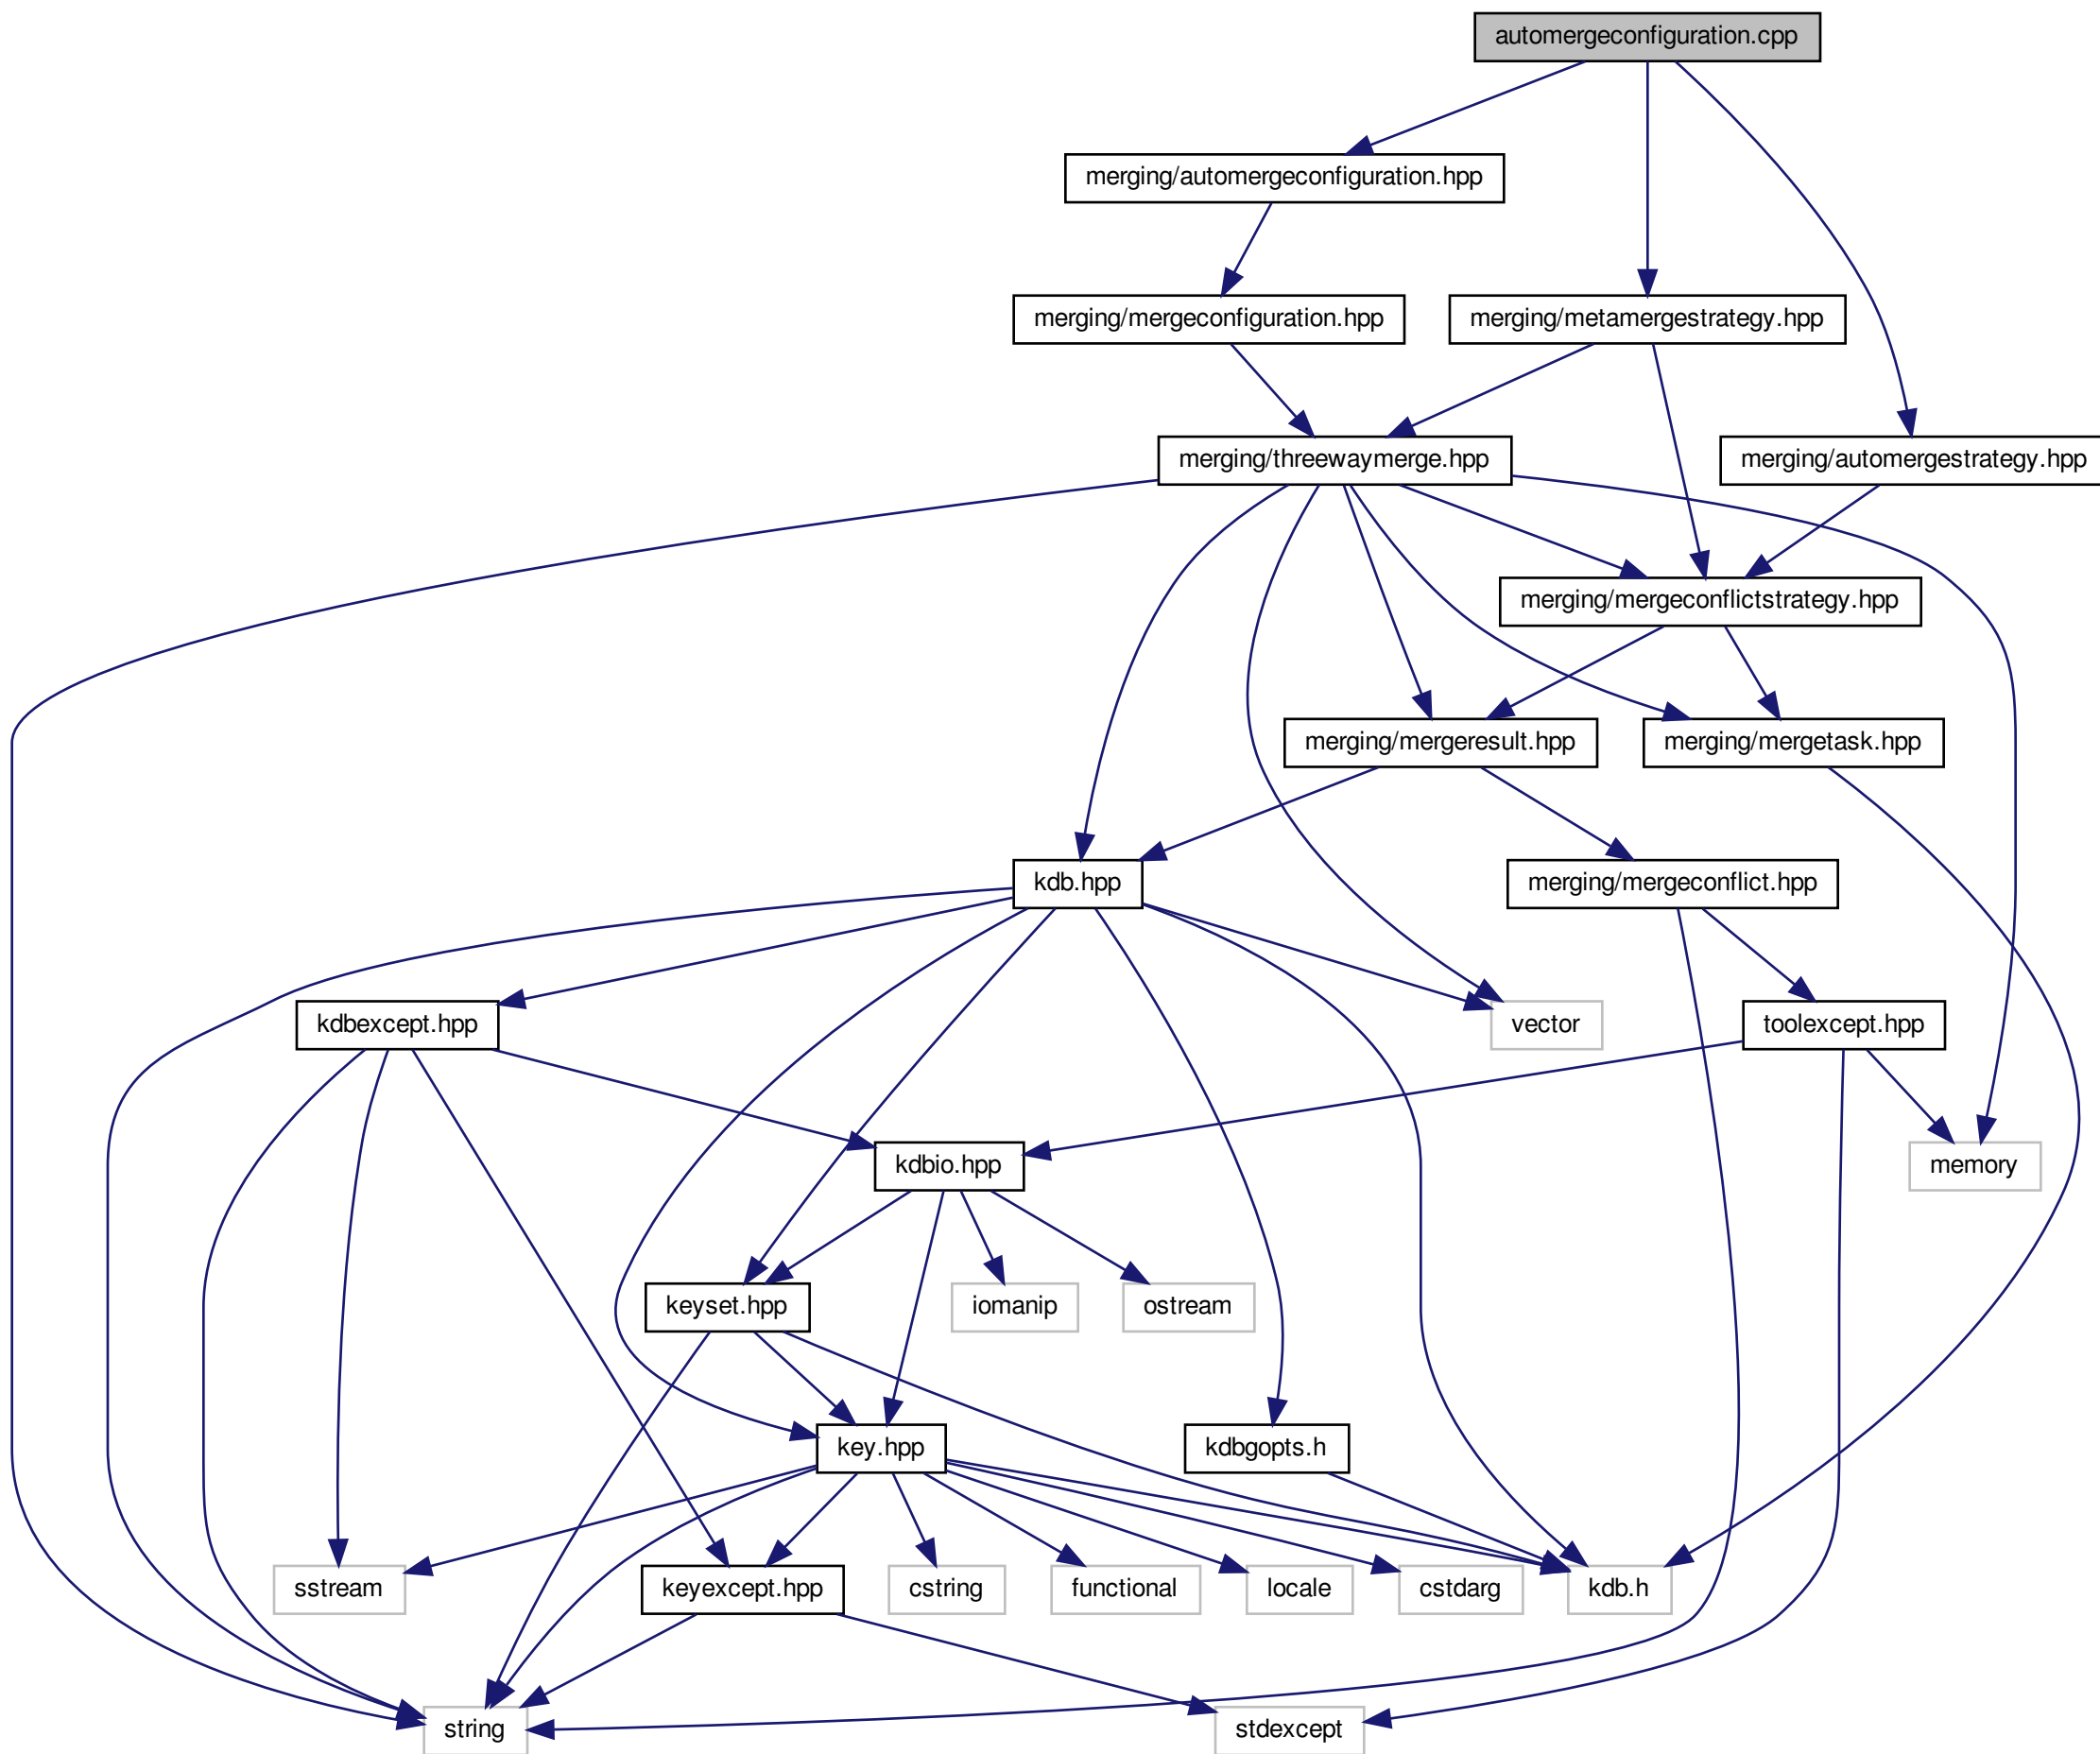 automergeconfiguration.cpp
merging/automergeconfiguration.hpp
merging/mergeconfiguration.hpp
merging/metamergestrategy.hpp
merging/threewaymerge.hpp
merging/automergestrategy.hpp
merging/mergeconflictstrategy.hpp
merging/mergeresult.hpp
merging/mergetask.hpp
kdb.hpp
merging/mergeconflict.hpp
kdbexcept.hpp
vector
toolexcept.hpp
kdbio.hpp
memory
keyset.hpp
iomanip
ostream
key.hpp
kdbgopts.h
sstream
keyexcept.hpp
cstring
functional
locale
cstdarg
kdb.h
string
stdexcept